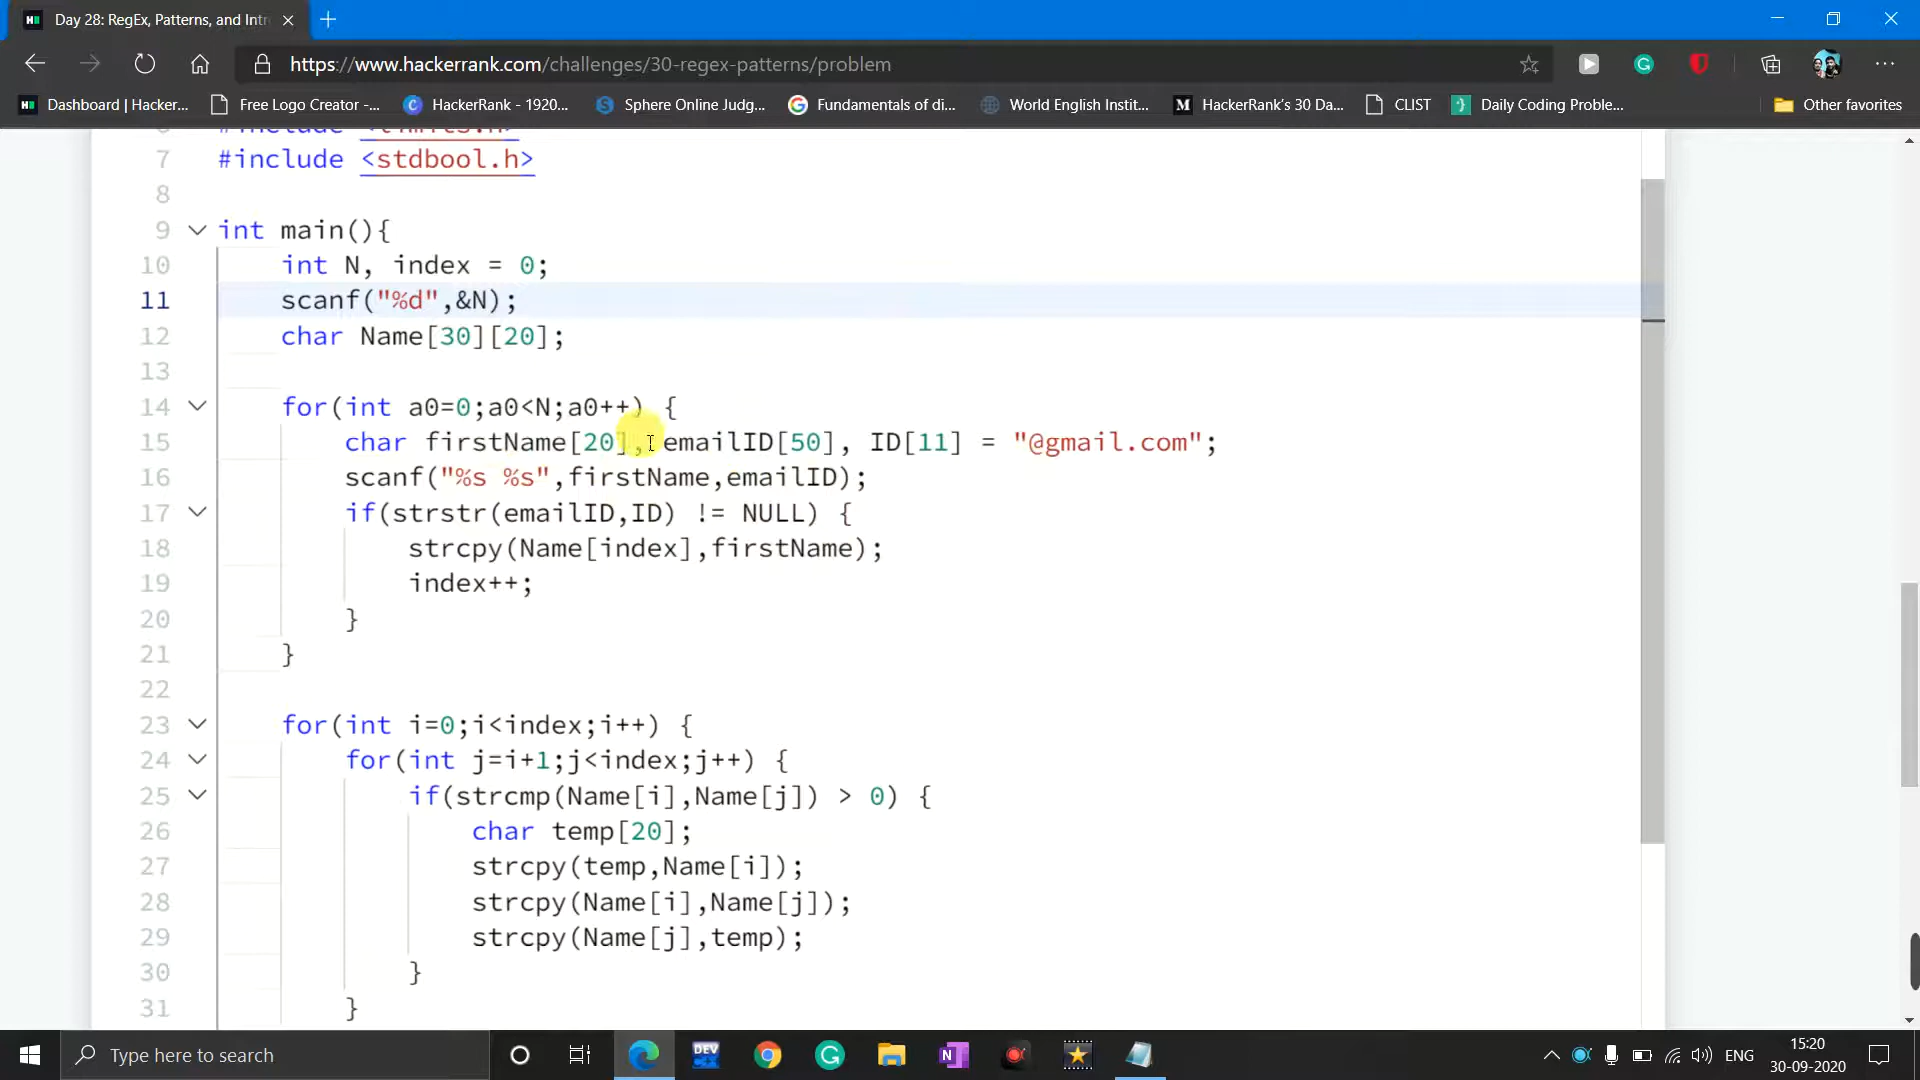 Day 28: RegEx, Patterns, and Intr
https://www.hackerrank.com/challenges/30-regex-patterns/problem
Dashboard | Hacker...
Free Logo Creator -...
HackerRank - 1920...
Sphere Online Judg...
Fundamentals of di...
World English Instit...
HackerRank's 30 Da...
CLIST
Daily Coding Proble...
Other favorites
6 #include <limits.h>
7 #include <stdbool.h>
8
9 int main(){
10 int N, index = 0;
11 scanf("%d",&N);
12 char Name[30][20];
13
14 for(int a0=0;a0<N;a0++) {
15 char firstName[20], emailID[50], ID[11] = "@gmail.com";
16 scanf("%s %s",firstName,emailID);
17 if(strstr(emailID,ID) != NULL) {
18 strcpy(Name[index],firstName);
19 index++;
20 }
21 }
22
23 for(int i=0;i<index;i++) {
24 for(int j=i+1;j<index;j++) {
25 if(strcmp(Name[i],Name[j]) > 0) {
26 char temp[20];
27 strcpy(temp,Name[i]);
28 strcpy(Name[i],Name[j]);
29 strcpy(Name[j],temp);
30 }
31 }
Type here to search
DEV
ENG
15:20
30-09-2020